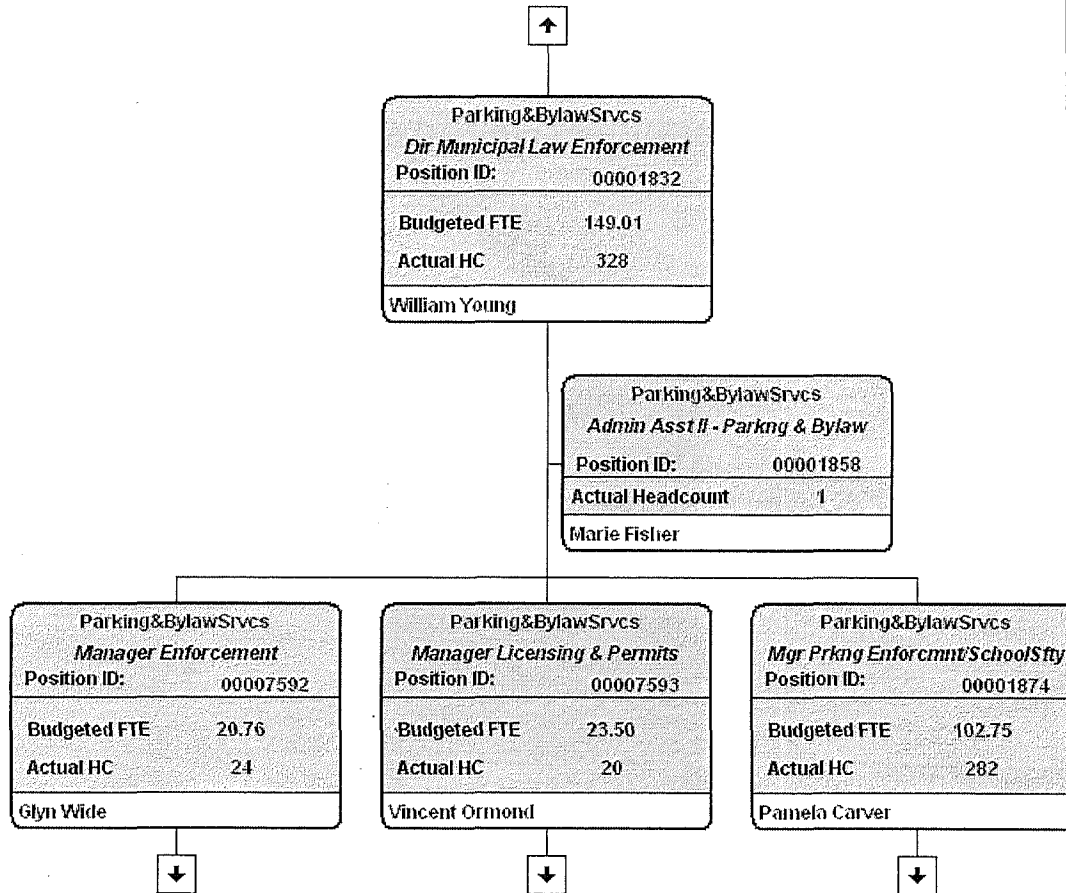 Parking&BylawSrvcs
Dir Municipal Law Enforcement
Position ID: 00001832
Budgeted FTE 149.01
Actual HC 328
William Young
Parking&BylawSrvcs
Admin Asst II - Parkng & Bylaw
Position ID: 00001858
Actual Headcount 1
Marie Fisher
Parking&BylawSrvcs
Manager Enforcement
Position ID: 00007592
Budgeted FTE 20.76
Actual HC 24
Glyn Wide
Parking&BylawSrvcs
Manager Licensing & Permits
Position ID: 00007593
Budgeted FTE 23.50
Actual HC 20
Vincent Ormond
Parking&BylawSrvcs
Mgr Prkng Enforcmnt/SchoolSfty
Position ID: 00001874
Budgeted FTE 102.75
Actual HC 282
Pamela Carver